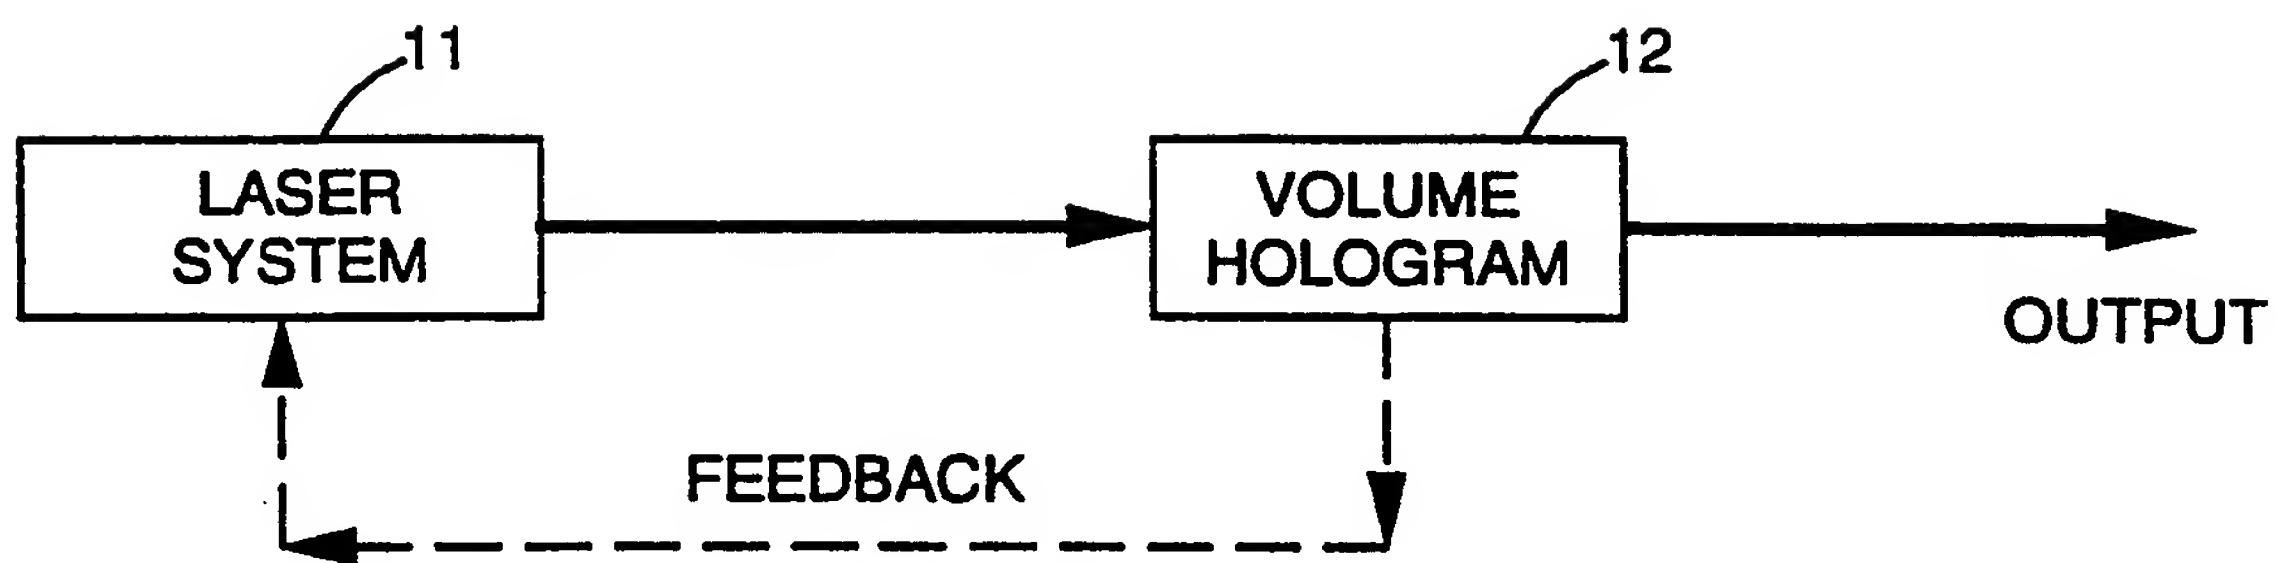 11
12
LASER
SYSTEM
VOLUME
HOLOGRAM
OUTPUT
FEEDBACK